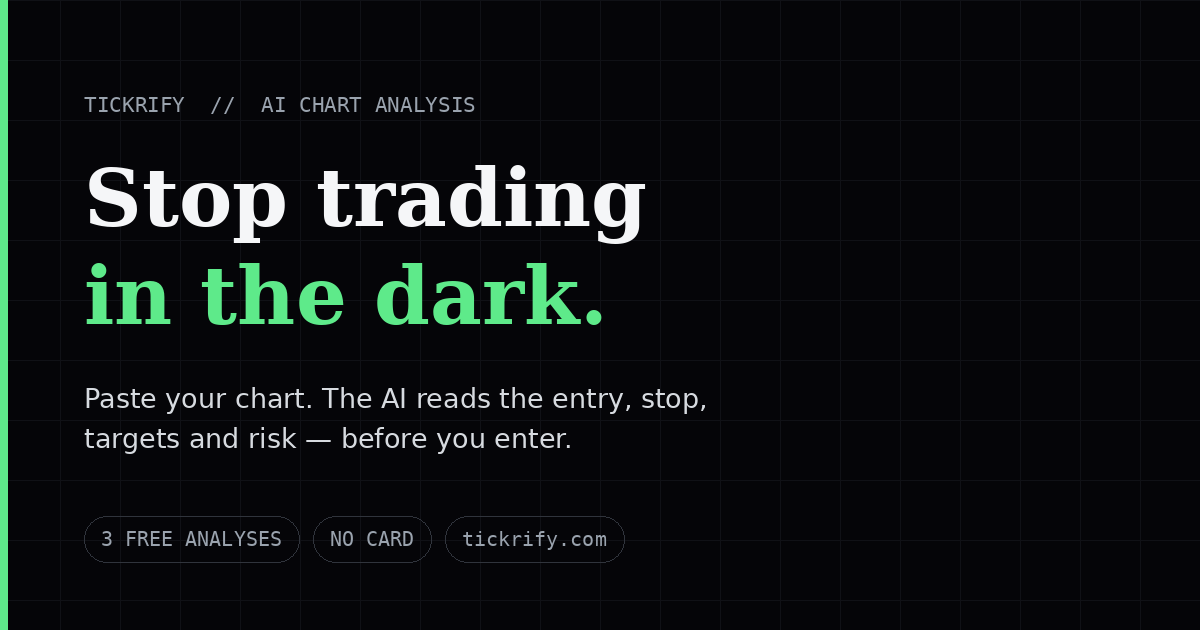 TICKRIFY // AI CHART ANALYSIS
Stop trading
in the dark.
Paste your chart. The AI reads the entry, stop,
targets and risk — before you enter.
3 FREE ANALYSES
NO CARD
tickrify.com